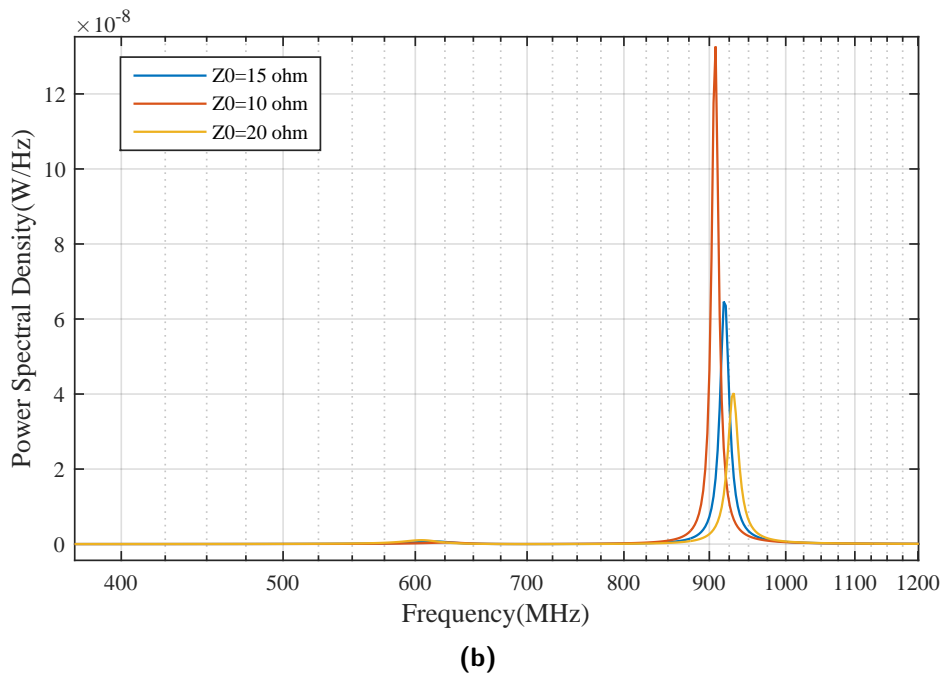 ×10-8
Z0=15 ohm
Z0=10 ohm
Z0=20 ohm
12
10
8
6
4
2
0
Power Spectral Density(W/Hz)
400 500 600 700 800 900 1000 1100 1200
Frequency(MHz)
(b)